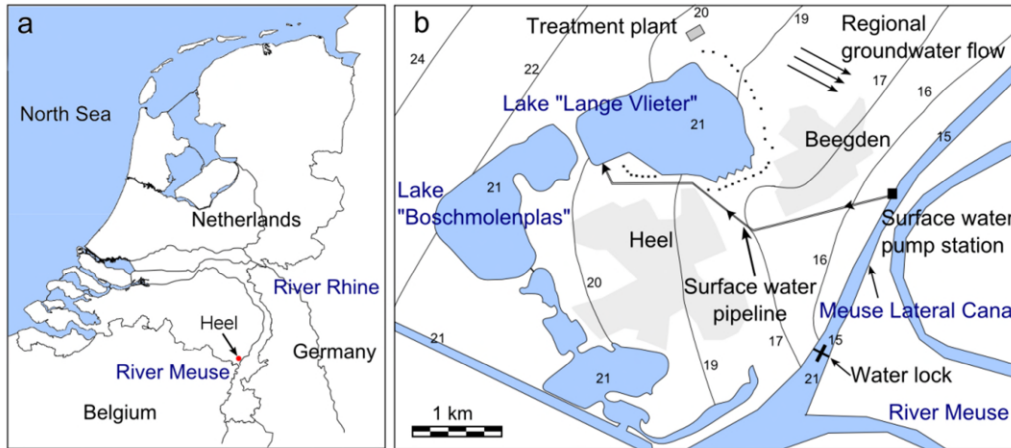 a
North Sea
Netherlands
River Rhine
Heel
Germany
River Meuse
Belgium
b
Treatment plant
20
19
Regional
groundwater flow
24
22
17
16
Lake "Lange Vlieter"
21
Beegden
15
21
Lake
"Boschmolenplas"
Heel
Surface water
pump station
16
20
Surface water
pipeline
Meuse Lateral Cana
21
17
15
19
21
21
Water lock
River Meuse
1 km